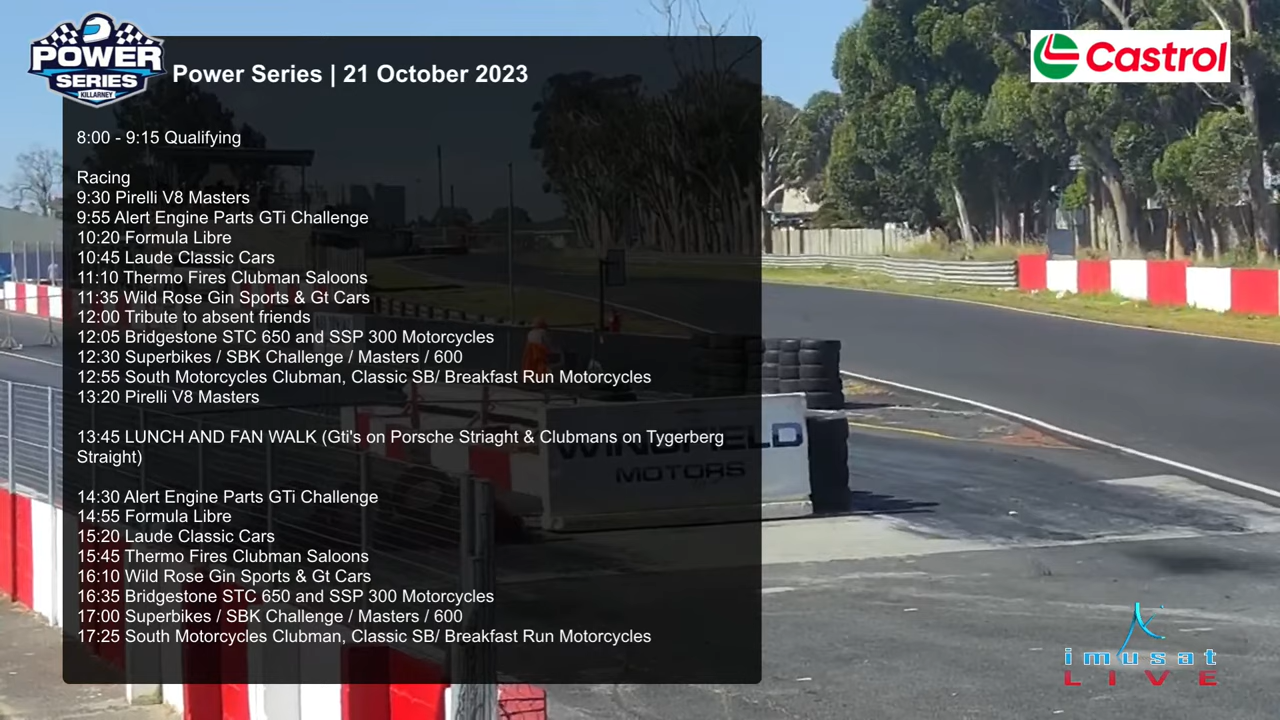 POWER
SERIES
KILLARNEY
Power Series | 21 October 2023
Castrol
8:00 - 9:15 Qualifying
Racing
9:30 Pirelli V8 Masters
9:55 Alert Engine Parts GTi Challenge
10:20 Formula Libre
10:45 Laude Classic Cars
11:10 Thermo Fires Clubman Saloons
11:35 Wild Rose Gin Sports & Gt Cars
12:00 Tribute to absent friends
12:05 Bridgestone STC 650 and SSP 300 Motorcycles
12:30 Superbikes / SBK Challenge / Masters / 600
12:55 South Motorcycles Clubman, Classic SB/ Breakfast Run Motorcycles
13:20 Pirelli V8 Masters
13:45 LUNCH AND FAN WALK (Gti's on Porsche Striaght & Clubmans on Tygerberg
Straight)
WINGFIELD
MOTORS
14:30 Alert Engine Parts GTi Challenge
14:55 Formula Libre
15:20 Laude Classic Cars
15:45 Thermo Fires Clubman Saloons
16:10 Wild Rose Gin Sports & Gt Cars
16:35 Bridgestone STC 650 and SSP 300 Motorcycles
17:00 Superbikes / SBK Challenge / Masters / 600
17:25 South Motorcycles Clubman, Classic SB/ Breakfast Run Motorcycles
imusat
LIVE